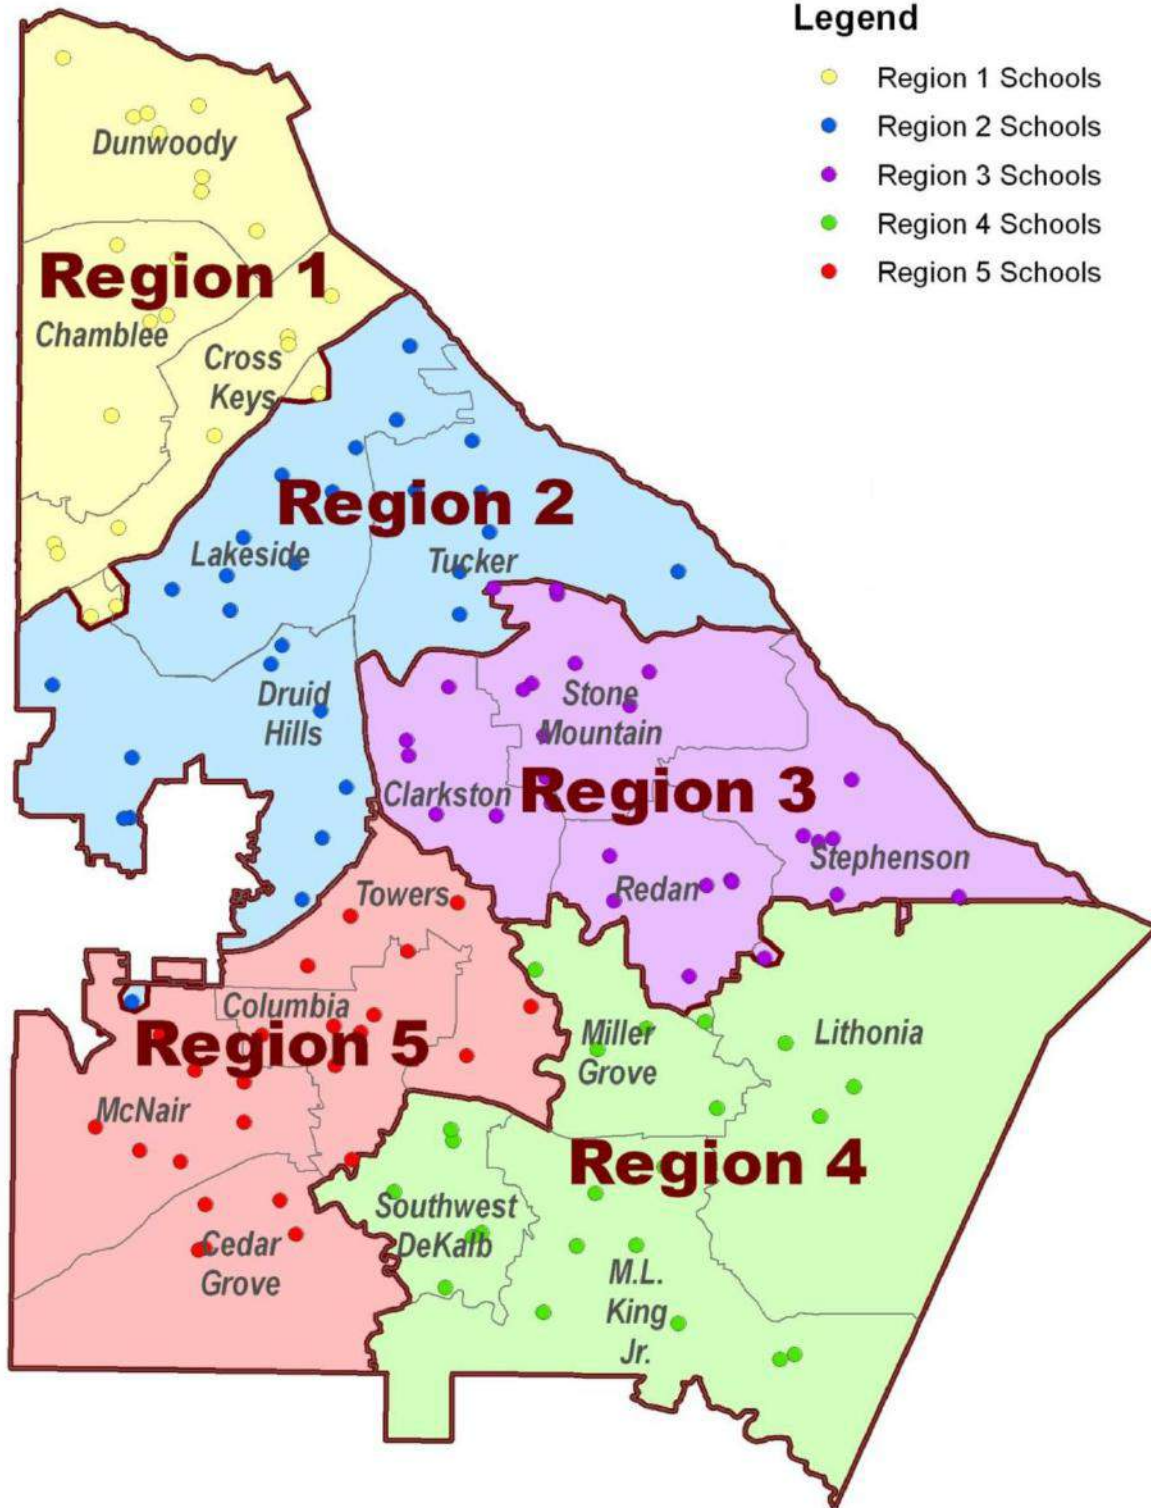 Legend
Region 1 Schools
Region 2 Schools
Region 3 Schools
Region 4 Schools
Region 5 Schools
Dunwoody
Region 1
Chamblee
Cross
Keys
Region 2
Lakeside
Tucker
Druid
Hills
Stone
Mountain
Clarkston
Region 3
Stephenson
Redan
Towers
Columbia
Region 5
McNair
Miller
Grove
Lithonia
Region 4
Southwest
DeKalb
Cedar
Grove
M.L.
King
Jr.